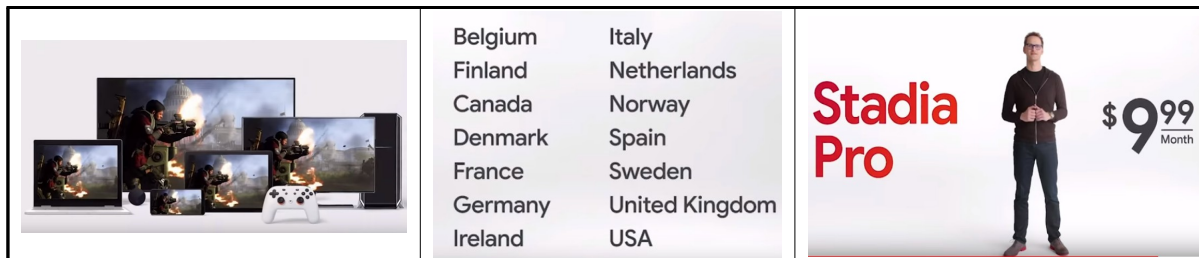 Belgium
Finland
Canada
Denmark
France
Germany
Ireland
Italy
Netherlands
Norway
Spain
Sweden
United Kingdom
USA
Stadia
Pro
$9.99
Month